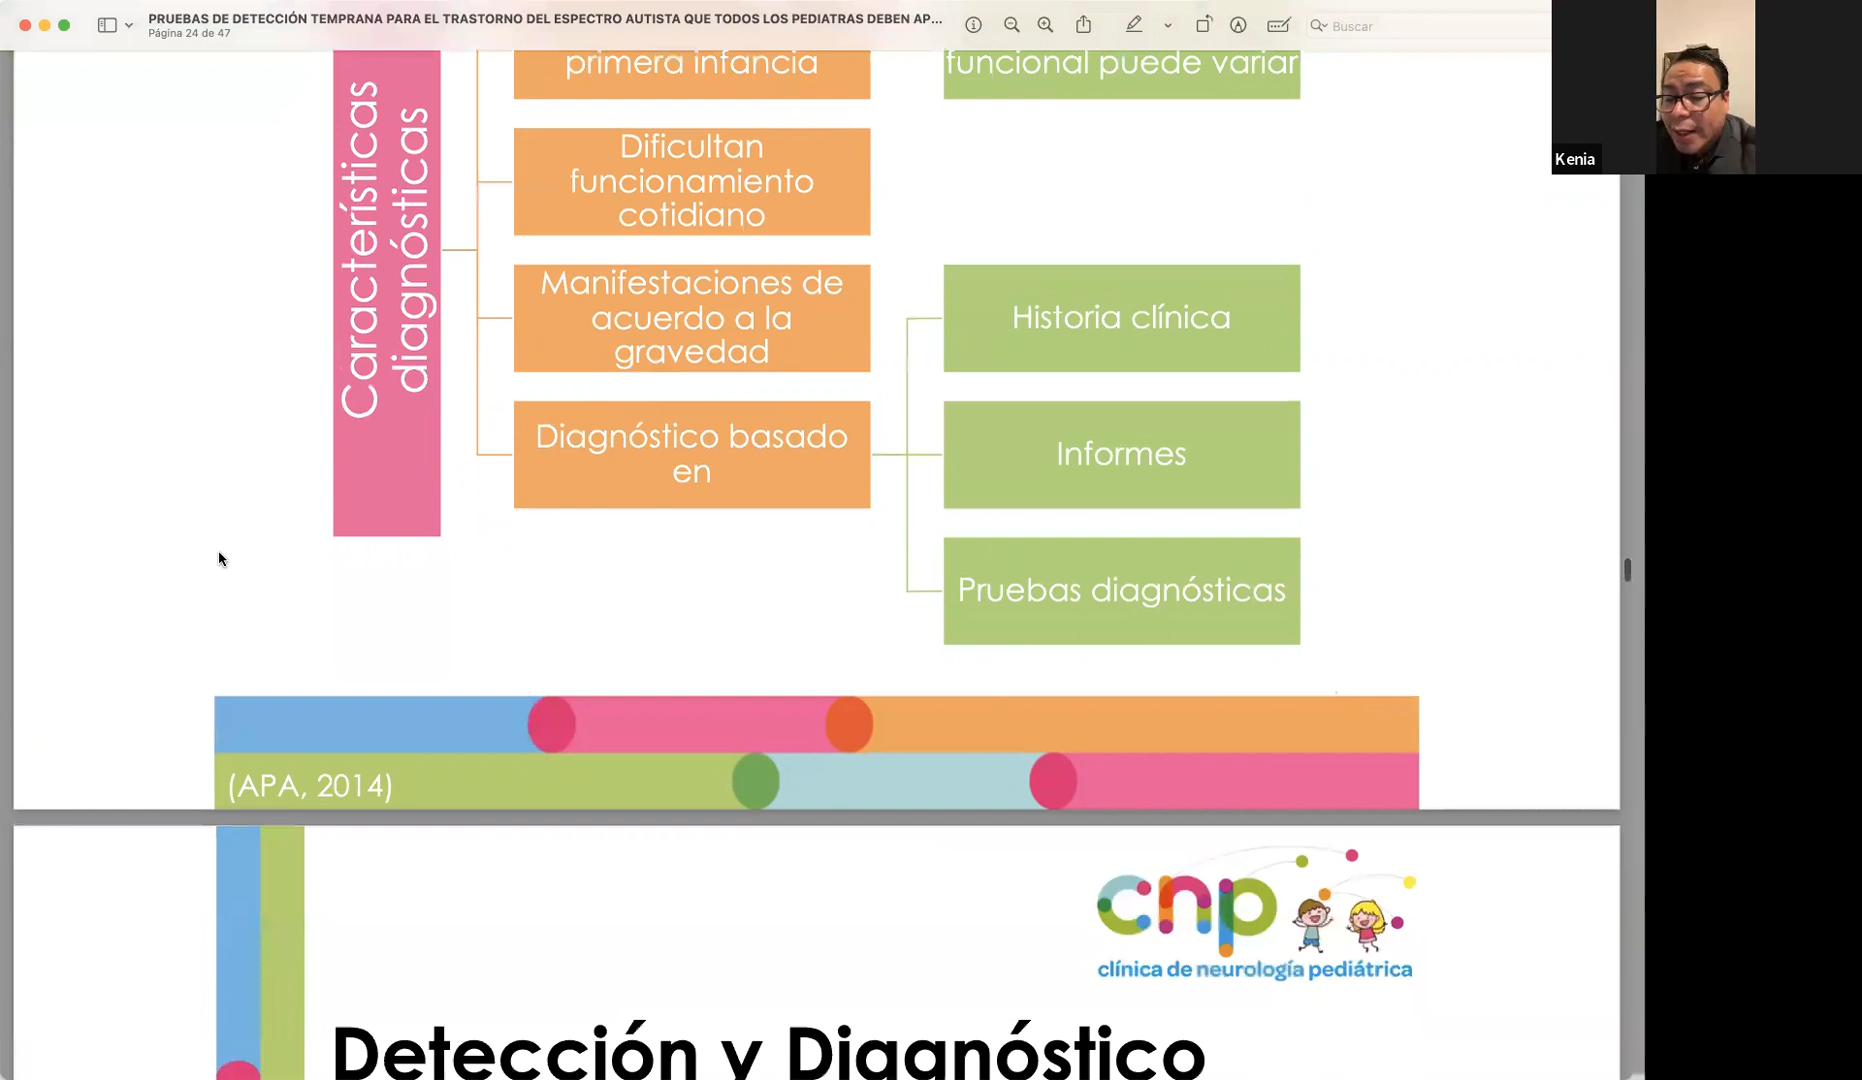 PRUEBAS DE DETECCIÓN TEMPRANA PARA EL TRASTORNO DEL ESPECTRO AUTISTA QUE TODOS LOS PEDIATRAS DEBEN AP...
Página 24 de 47
Buscar
Kenia
Características
diagnósticas
primera infancia
funcional puede variar
Dificultan
funcionamiento
cotidiano
Manifestaciones de
acuerdo a la
gravedad
Diagnóstico basado
en
Historia clínica
Informes
Pruebas diagnósticas
(APA, 2014)
cnp
clínica de neurología pediátrica
Detección y Diagnóstico